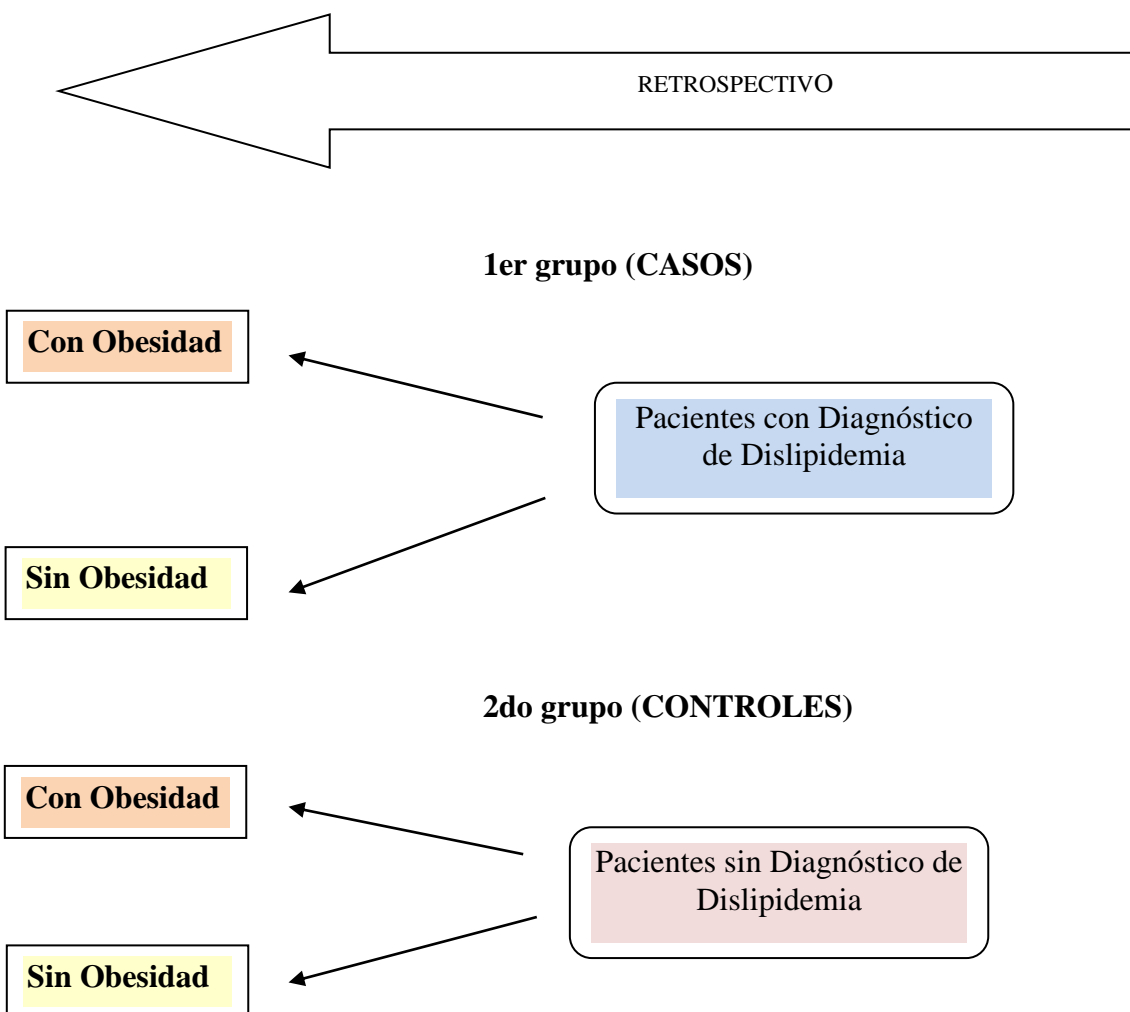 RETROSPECTIVO
1er grupo (CASOS)
Con Obesidad
Pacientes con Diagnóstico
de Dislipidemia
Sin Obesidad
2do grupo (CONTROLES)
Con Obesidad
Pacientes sin Diagnóstico de
Dislipidemia
Sin Obesidad